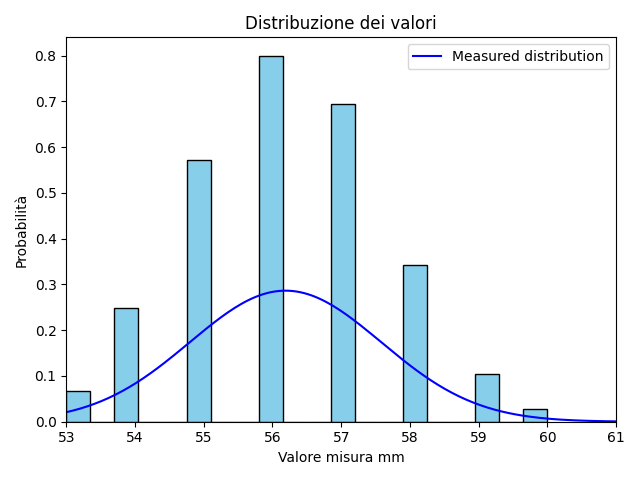 Distribuzione dei valori
Measured distribution
Probabilità
0.8
0.7
0.6
0.5
0.4
0.3
0.2
0.1
0.0
53 54 55 56 57 58 59 60 61
Valore misura mm